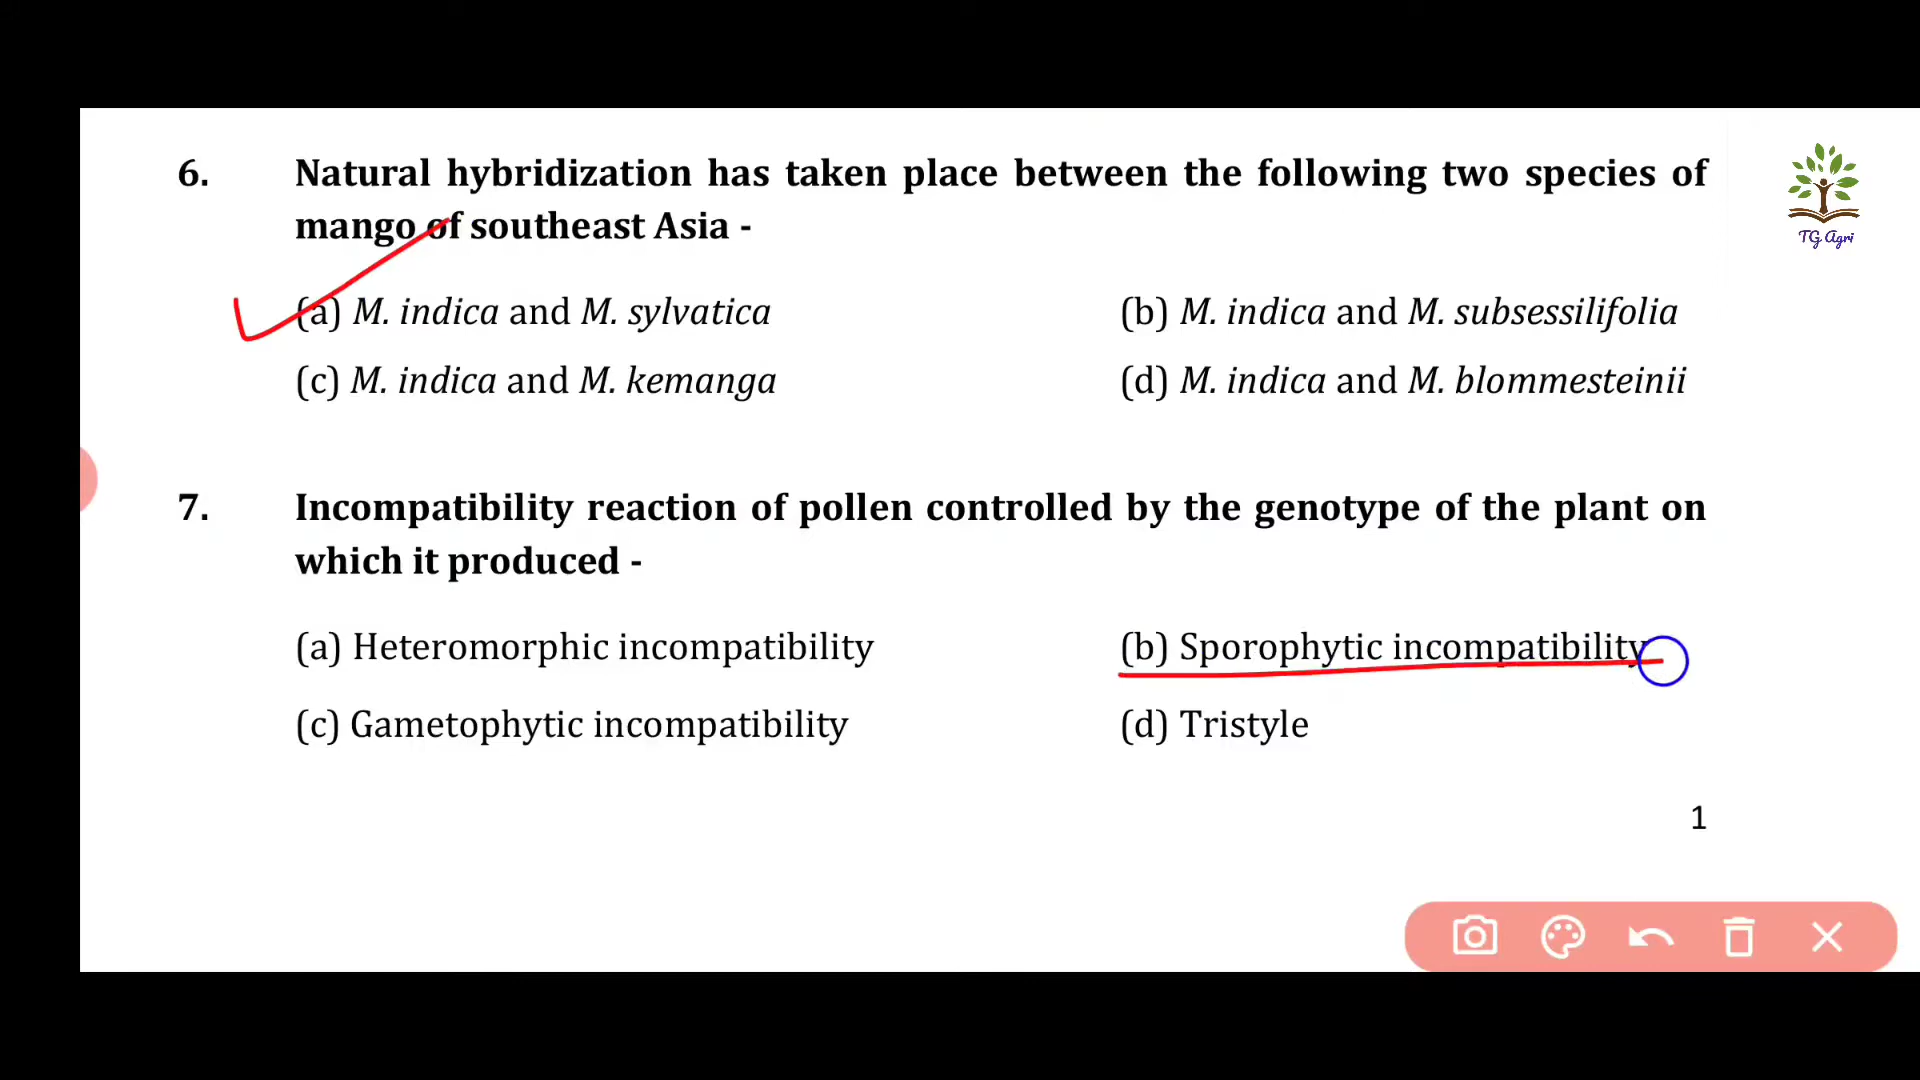 6. Natural hybridization has taken place between the following two species of
mango of southeast Asia -
(a) M. indica and M. sylvatica (b) M. indica and M. subsessilifolia
(c) M. indica and M. kemanga (d) M. indica and M. blommesteinii
7. Incompatibility reaction of pollen controlled by the genotype of the plant on
which it produced -
(a) Heteromorphic incompatibility (b) Sporophytic incompatibility
(c) Gametophytic incompatibility (d) Tristyle
1
TG Agri